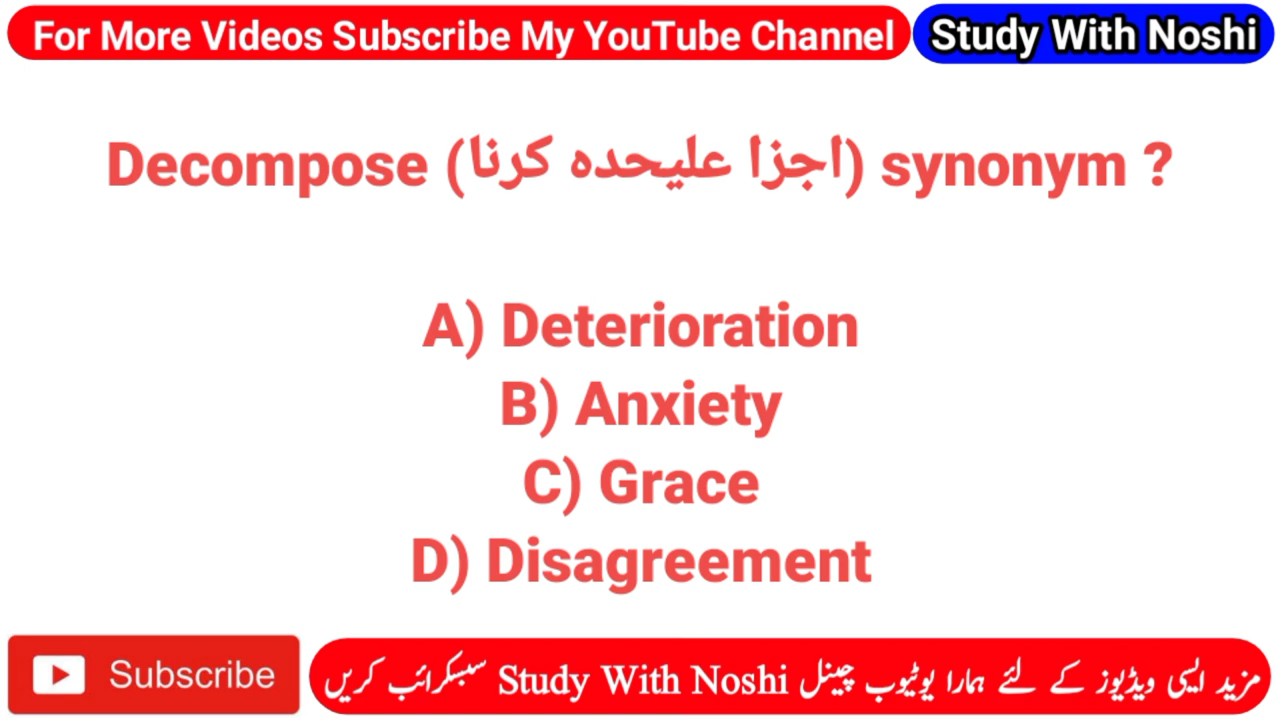 For More Videos Subscribe My YouTube Channel Study With Noshi
Decompose (اجزا علیحدہ کرنا) synonym ?
A) Deterioration
B) Anxiety
C) Grace
D) Disagreement
Subscribe مزید ایسی ویڈیوز کے لئے ہمارا یوٹیوب چینل Study With Noshi سبسکرائب کریں